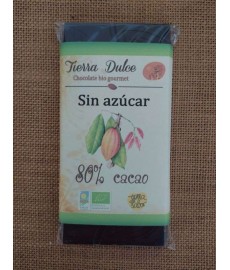 Tierra Dulce
Chocolate bio gourmet
Sin azúcar
80% cacao